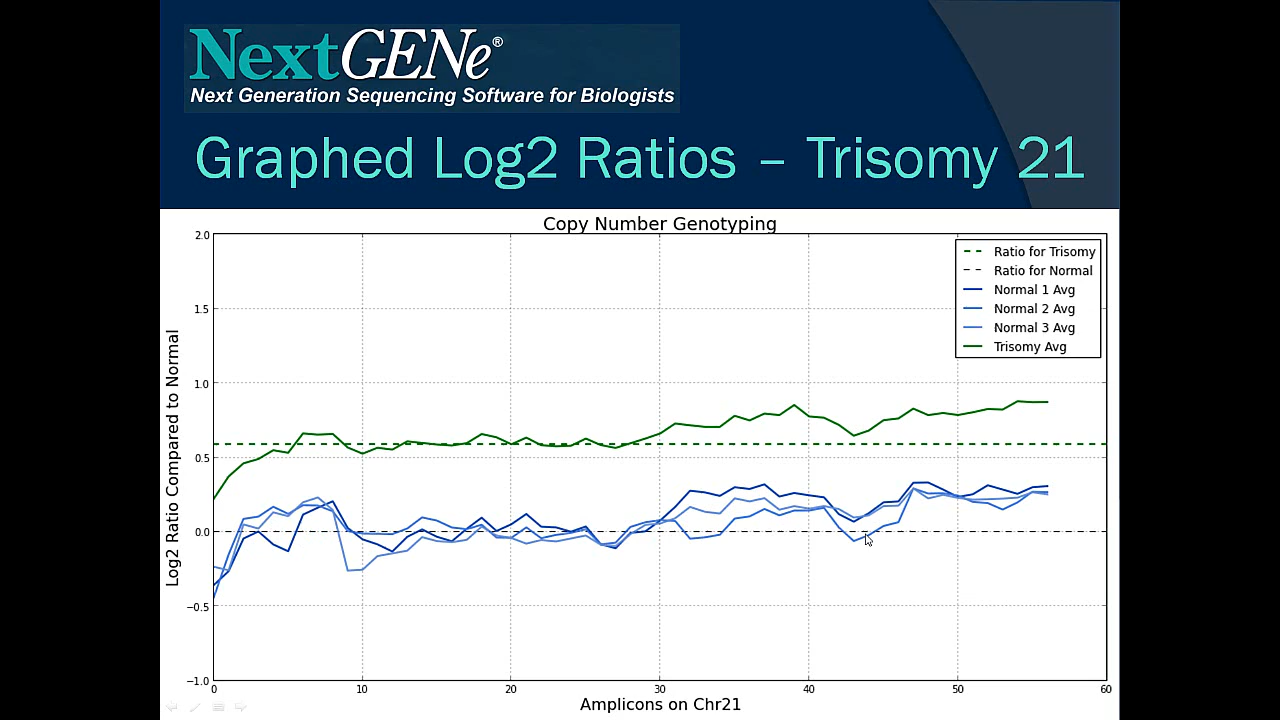 NextGENe®
Next Generation Sequencing Software for Biologists
Graphed Log2 Ratios – Trisomy 21
Copy Number Genotyping
2.0
1.5
1.0
0.5
0.0
−0.5
−1.0
Log2 Ratio Compared to Normal
Ratio for Trisomy
Ratio for Normal
Normal 1 Avg
Normal 2 Avg
Normal 3 Avg
Trisomy Avg
0 10 20 30 40 50 60
Amplicons on Chr21